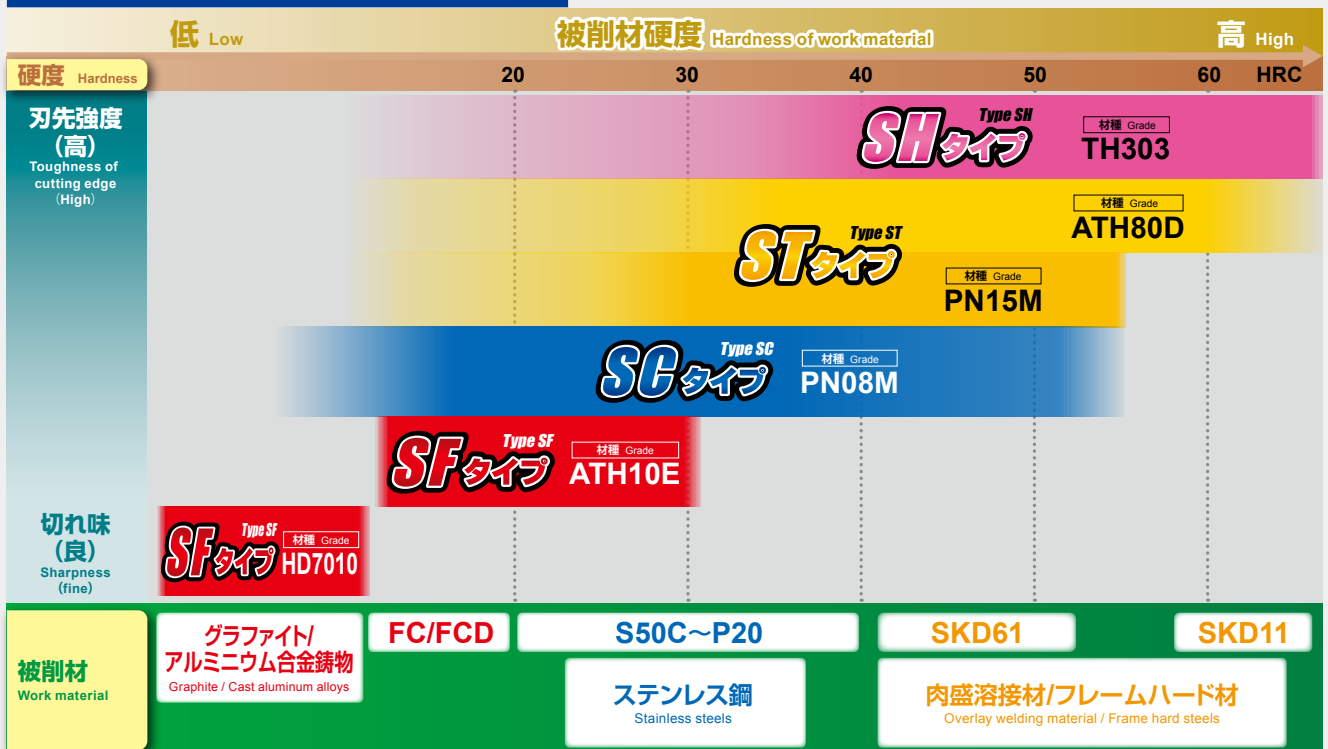 低 Low
被削材硬度 Hardness of work material
高 High
硬度 Hardness
20
30
40
50
60
HRC
刃先強度
(高)
Toughness of
cutting edge
(High)
Type SH
SHタイプ
材種 Grade
TH303
材種 Grade
ATH80D
Type ST
STタイプ
材種 Grade
PN15M
Type SC
SCタイプ
材種 Grade
PN08M
Type SF
SFタイプ
材種 Grade
ATH10E
切れ味
(良)
Sharpness
(fine)
Type SF
SFタイプ
材種 Grade
HD7010
被削材
Work material
グラファイト/
アルミニウム合金鋳物
Graphite / Cast aluminum alloys
FC/FCD
S50C～P20
SKD61
SKD11
ステンレス鋼
Stainless steels
肉盛溶接材/フレームハード材
Overlay welding material / Frame hard steels